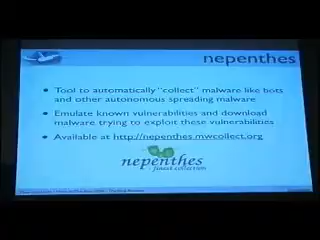 nepenthes
• Tool to automatically "collect" malware like bots
and other autonomous spreading malware
• Emulate known vulnerabilities and download
malware trying to exploit these vulnerabilities
• Available at http://nepenthes.mwcollect.org
nepenthes
- finest collection -